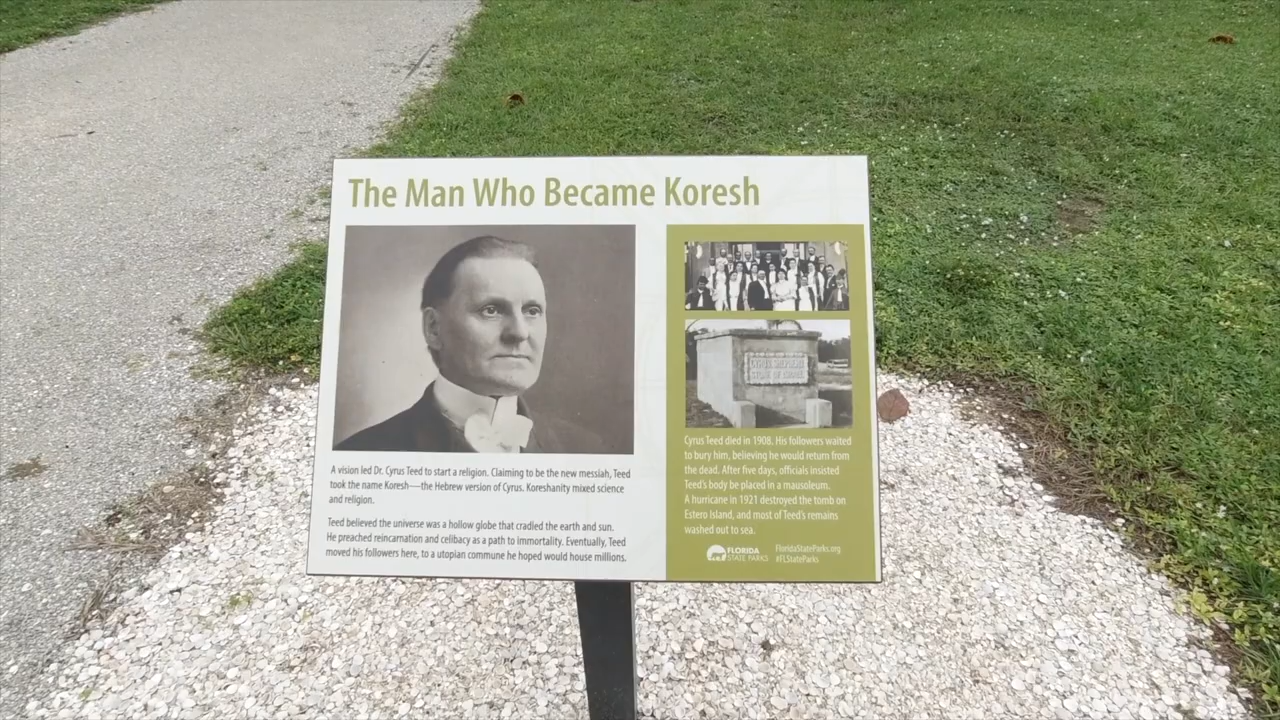 The Man Who Became Koresh
A vision led Dr. Cyrus Teed to start a religion. Claiming to be the new messiah, Teed
took the name Koresh—the Hebrew version of Cyrus. Koreshanity mixed science
and religion.
Teed believed the universe was a hollow globe that cradled the earth and sun.
He preached reincarnation and celibacy as a path to immortality. Eventually, Teed
moved his followers here, to a utopian commune he hoped would house millions.
CYRUS SHEPHERD
STONE OF ISRAEL
Cyrus Teed died in 1908. His followers waited
to bury him, believing he would return from
the dead. After five days, officials insisted
Teed's body be placed in a mausoleum.
A hurricane in 1921 destroyed the tomb on
Estero Island, and most of Teed's remains
washed out to sea.
FLORIDA
STATE PARKS
FloridaStateParks.org
#FLStateParks